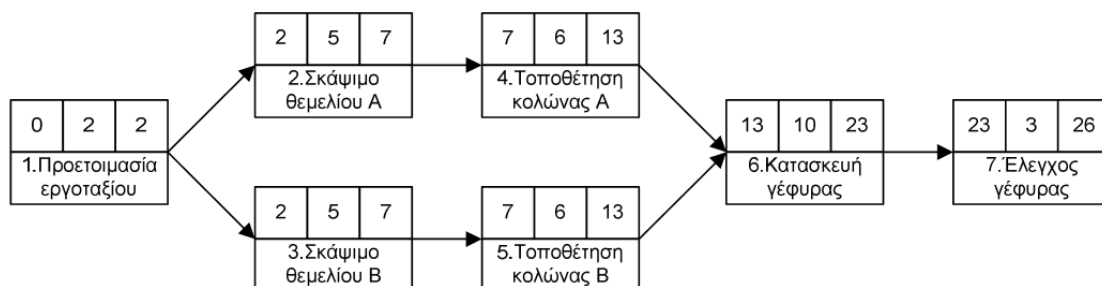 2 5 7
2.Σκάψιμο
θεμελίου Α
7 6 13
4.Τοποθέτηση
κολώνας Α
0 2 2
1.Προετοιμασία
εργοταξίου
13 10 23
6.Κατασκευή
γέφυρας
23 3 26
7.Έλεγχος
γέφυρας
2 5 7
3.Σκάψιμο
θεμελίου Β
7 6 13
5.Τοποθέτηση
κολώνας Β